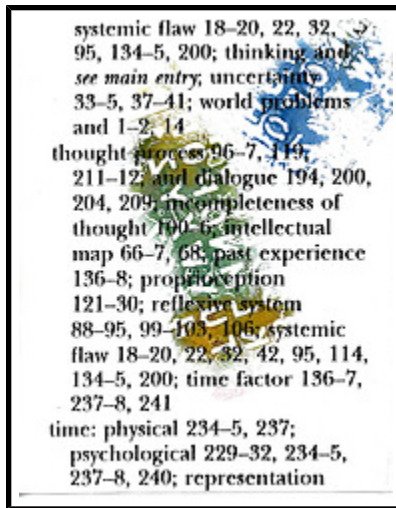 systemic flaw 18–20, 22, 32,
95, 134–5, 200; thinking and
see main entry; uncertainty
33–5, 37–41; world problems
and 1–2, 14
thought process 96–7, 119,
211–12; and dialogue 194, 200,
204, 209; incompleteness of
thought 100–6; intellectual
map 66–7, 68; past experience
136–8; proprioception
121–30; reflexive system
88–95, 99–103, 106; systemic
flaw 18–20, 22, 32, 42, 95, 114,
134–5, 200; time factor 136–7,
237–8, 241
time: physical 234–5, 237;
psychological 229–32, 234–5,
237–8, 240; representation